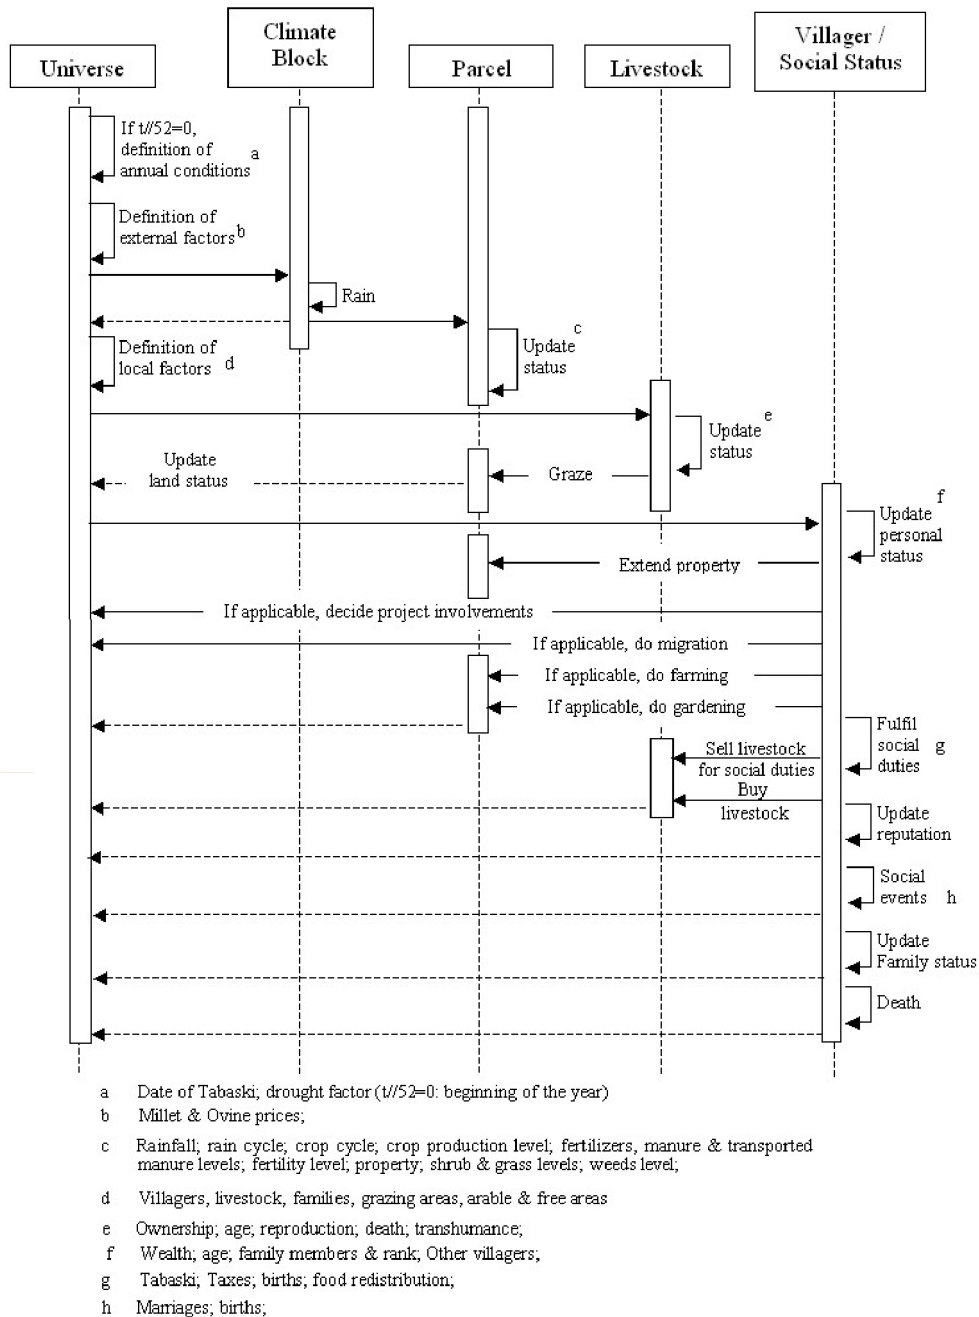 Universe
Climate
Block
Parcel
Livestock
Villager /
Social Status
If t//52=0,
definition of
annual conditions a
Definition of
external factors b
Rain
Definition of
local factors d
Update c
status
Update e
status
Update
land status
Graze
Update f
personal
status
Extend property
If applicable, decide project involvements
If applicable, do migration
If applicable, do farming
If applicable, do gardening
Fulfil
social g
duties
Sell livestock
for social duties
Buy
livestock
Update
reputation
Social
events h
Update
Family status
Death
a Date of Tabaski; drought factor (t//52=0: beginning of the year)
b Millet & Ovine prices;
c Rainfall; rain cycle; crop cycle; crop production level; fertilizers, manure & transported
manure levels; fertility level; property; shrub & grass levels; weeds level;
d Villagers, livestock, families, grazing areas, arable & free areas
e Ownership; age; reproduction; death; transhumance;
f Wealth; age; family members & rank; Other villagers;
g Tabaski; Taxes; births; food redistribution;
h Marriages; births;